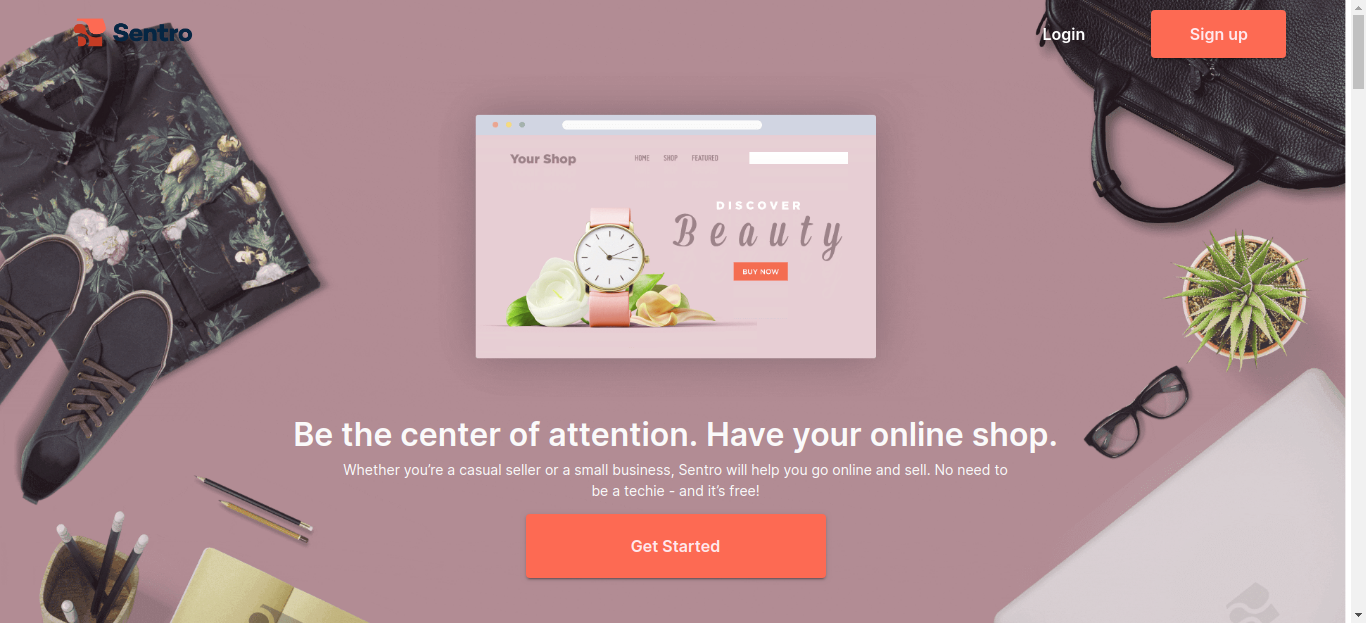 Sentro
Login
Sign up
Your Shop
HOME
SHOP
FEATURED
DISCOVER
Beauty
BUY NOW
Be the center of attention. Have your online shop.
Whether you’re a casual seller or a small business, Sentro will help you go online and sell. No need to
be a techie - and it’s free!
Get Started